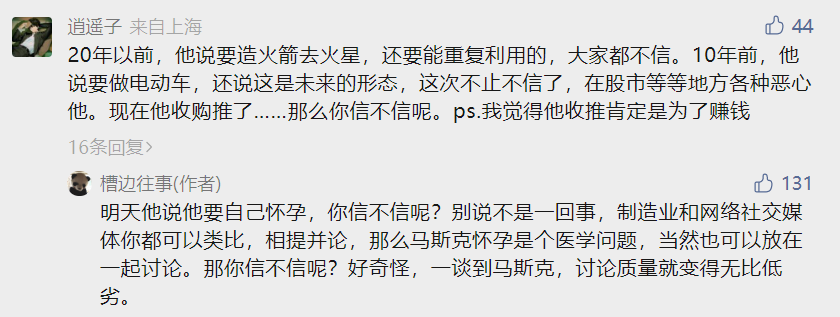 逍遥子 来自上海 44
20年以前，他说要造火箭去火星，还要能重复利用的，大家都不信。10年前，他
说要做电动车，还说这是未来的形态，这次不止不信了，在股市等等地方各种恶心
他。现在他收购推了......那么你信不信呢。ps.我觉得他收推肯定是为了赚钱
16条回复>
槽边往事(作者) 131
明天他说他要自己怀孕，你信不信呢？别说不是一回事，制造业和网络社交媒
体你都可以类比，相提并论，那么马斯克怀孕是个医学问题，当然也可以放在
一起讨论。那你信不信呢？好奇怪，一谈到马斯克，讨论质量就变得无比低
劣。